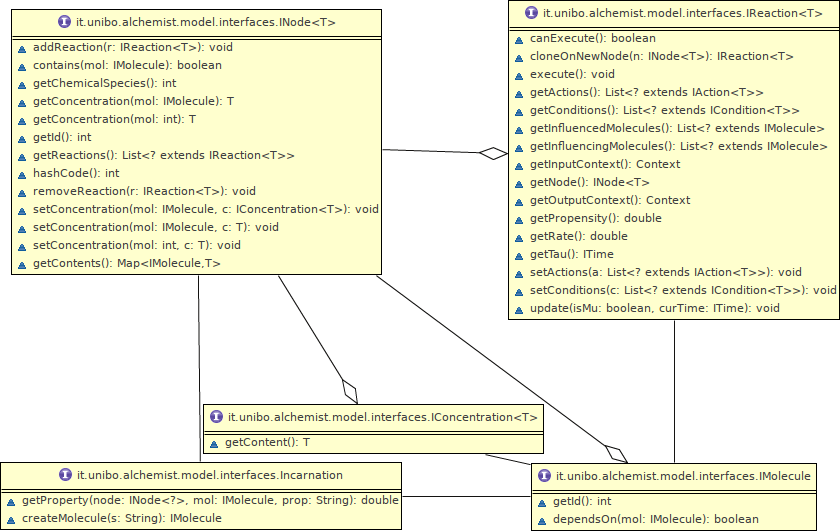 it.unibo.alchemist.model.interfaces.INode<T>
addReaction(r: IReaction<T>): void
contains(mol: IMolecule): boolean
getChemicalSpecies(): int
getConcentration(mol: IMolecule): T
getConcentration(mol: int): T
getId(): int
getReactions(): List<? extends IReaction<T>>
hashCode(): int
removeReaction(r: IReaction<T>): void
setConcentration(mol: IMolecule, c: IConcentration<T>): void
setConcentration(mol: IMolecule, c: T): void
setConcentration(mol: int, c: T): void
getContents(): Map<IMolecule,T>
it.unibo.alchemist.model.interfaces.IReaction<T>
canExecute(): boolean
cloneOnNewNode(n: INode<T>): IReaction<T>
execute(): void
getActions(): List<? extends IAction<T>>
getConditions(): List<? extends ICondition<T>>
getInfluencedMolecules(): List<? extends IMolecule>
getInfluencingMolecules(): List<? extends IMolecule>
getInputContext(): Context
getNode(): INode<T>
getOutputContext(): Context
getPropensity(): double
getRate(): double
getTau(): ITime
setActions(a: List<? extends IAction<T>>): void
setConditions(c: List<? extends ICondition<T>>): void
update(isMu: boolean, curTime: ITime): void
it.unibo.alchemist.model.interfaces.IConcentration<T>
getContent(): T
it.unibo.alchemist.model.interfaces.Incarnation
getProperty(node: INode<?>, mol: IMolecule, prop: String): double
createMolecule(s: String): IMolecule
it.unibo.alchemist.model.interfaces.IMolecule
getId(): int
dependsOn(mol: IMolecule): boolean